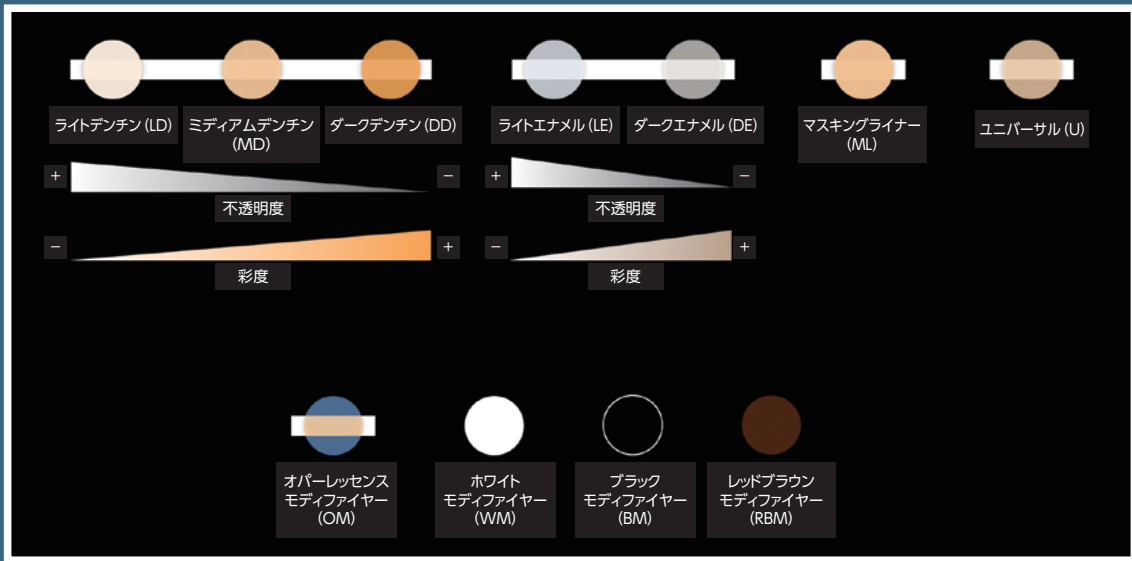 ライトデンチン (LD)
ミディアムデンチン
(MD)
ダークデンチン (DD)
ライトエナメル (LE)
ダークエナメル (DE)
マスキングライナー
(ML)
ユニバーサル (U)
+
−
+
−
不透明度
不透明度
−
+
−
+
彩度
彩度
オパーレッセンス
モディファイヤー
(OM)
ホワイト
モディファイヤー
(WM)
ブラック
モディファイヤー
(BM)
レッドブラウン
モディファイヤー
(RBM)